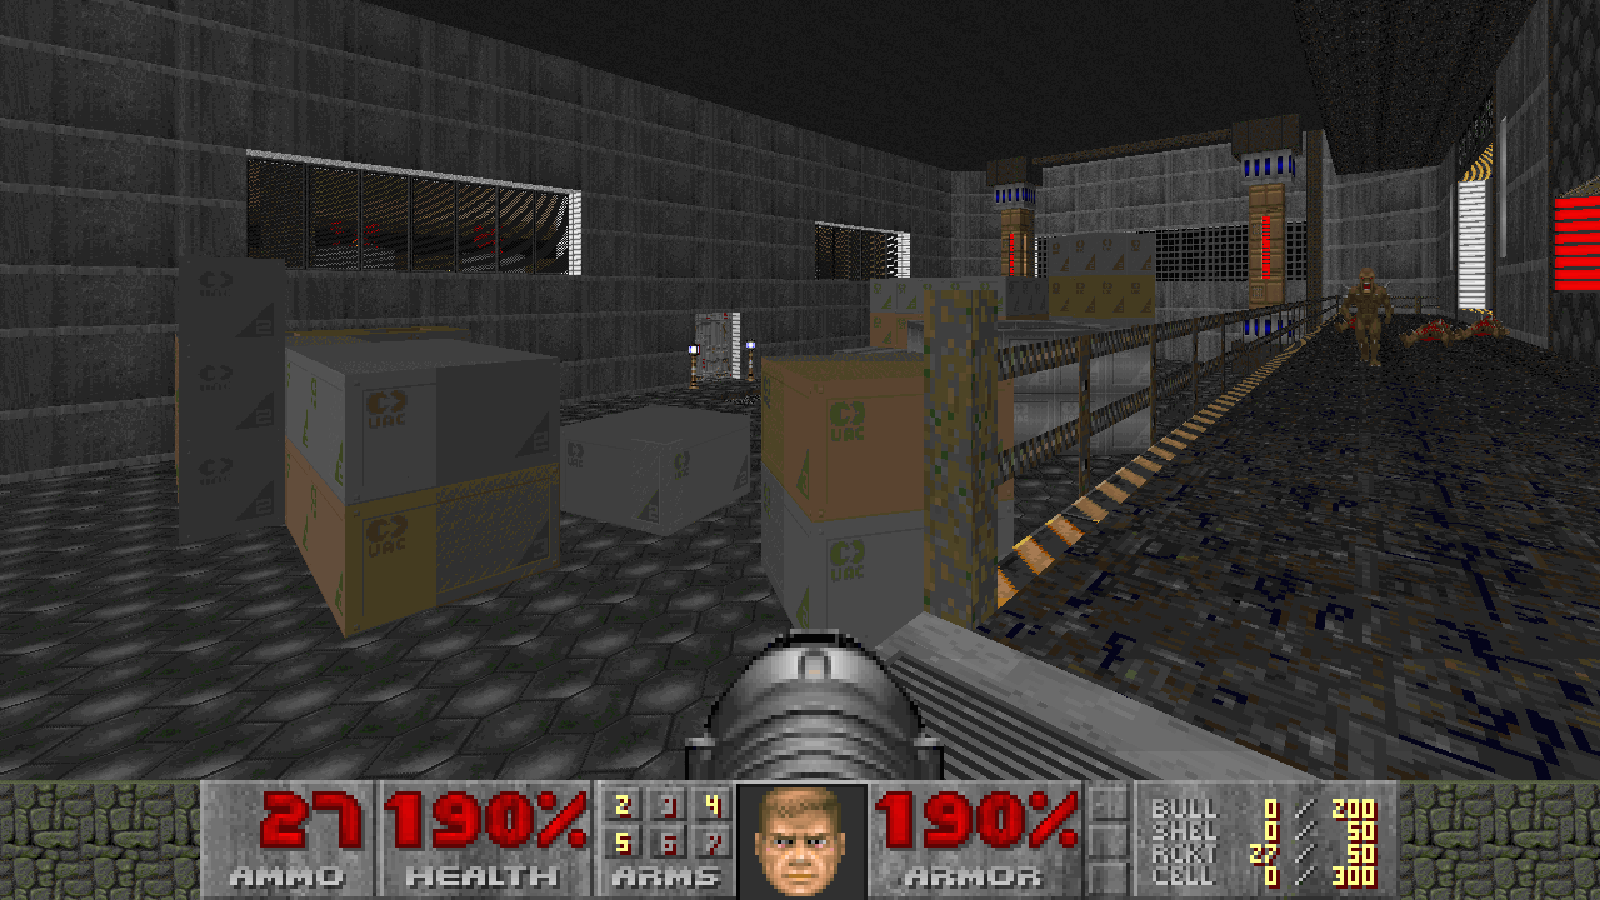 UAC
UAC
UAC
UAC
27 190% 2 3 4 190% BULL 0 / 200
SHEL 0 / 50
5 6 7 RCKT 27 / 50
AMMO HEALTH ARMS ARMOR CELL 0 / 300